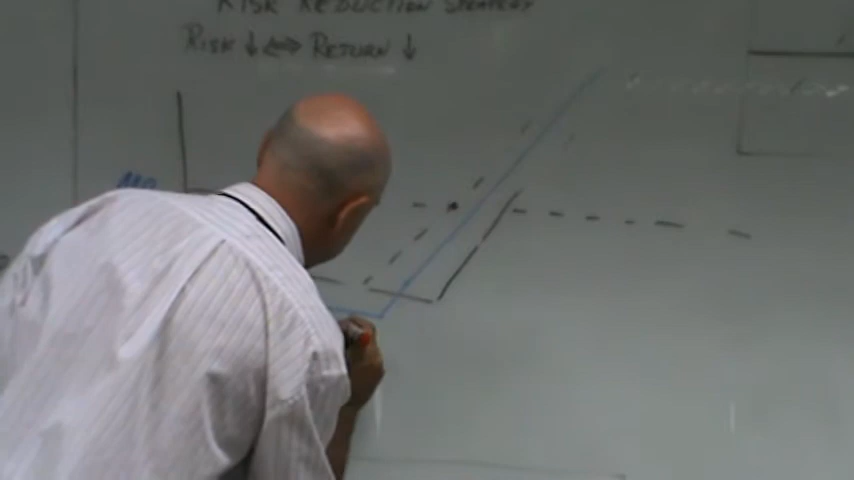 RISK REDUCTION STRATEGY
RISK ↓ ⇔ RETURN ↓